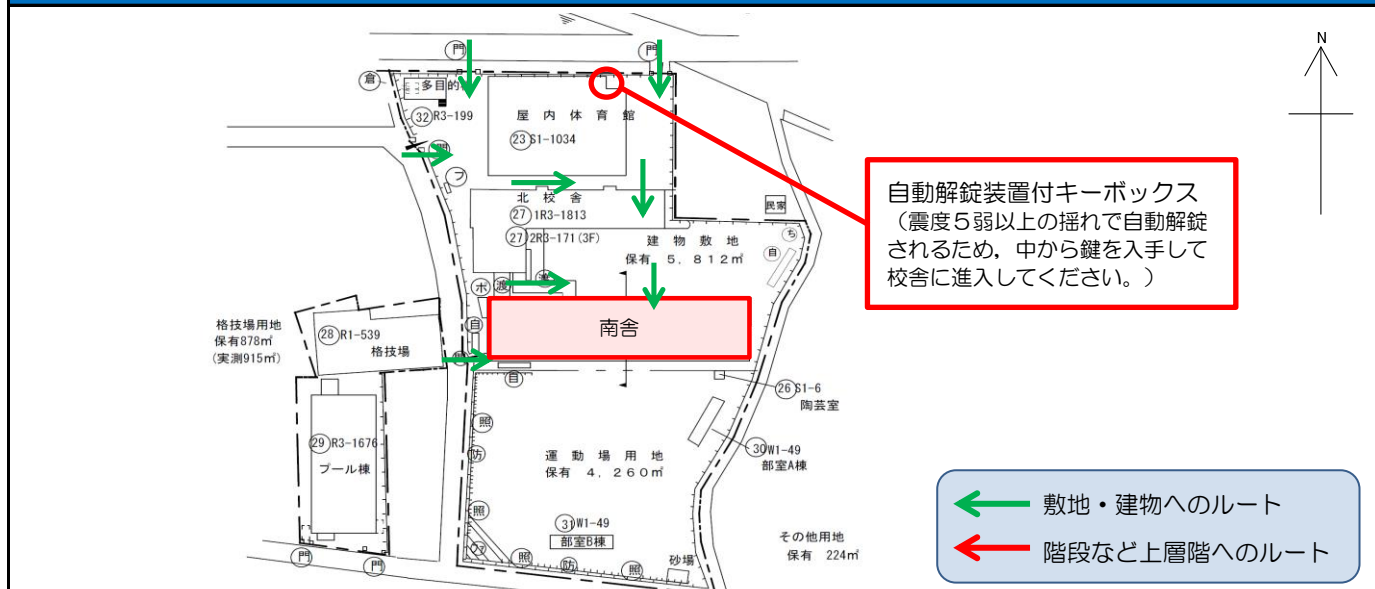 N
門
門
倉
多目的
32 R3-199
屋内体育館
23 S1-1034
門
プ
北校舎
27 1R3-1813
27 2R3-171(3F)
建物敷地
保有 5,812㎡
民家
ち
自
自動解錠装置付キーボックス
（震度５弱以上の揺れで自動解錠
されるため，中から鍵を入手して
校舎に進入してください。）
ポ
渡
渡
南舎
自
門
自
格技場用地
保有878㎡
(実測915㎡)
28 R1-539
格技場
26 S1-6
陶芸室
照
防
29 R3-1676
プール棟
運動場用地
保有 4,260㎡
30 W1-49
部室A棟
照
31 W1-49
部室B棟
照
防
照
砂場
その他用地
保有 224㎡
門
門
敷地・建物へのルート
階段など上層階へのルート